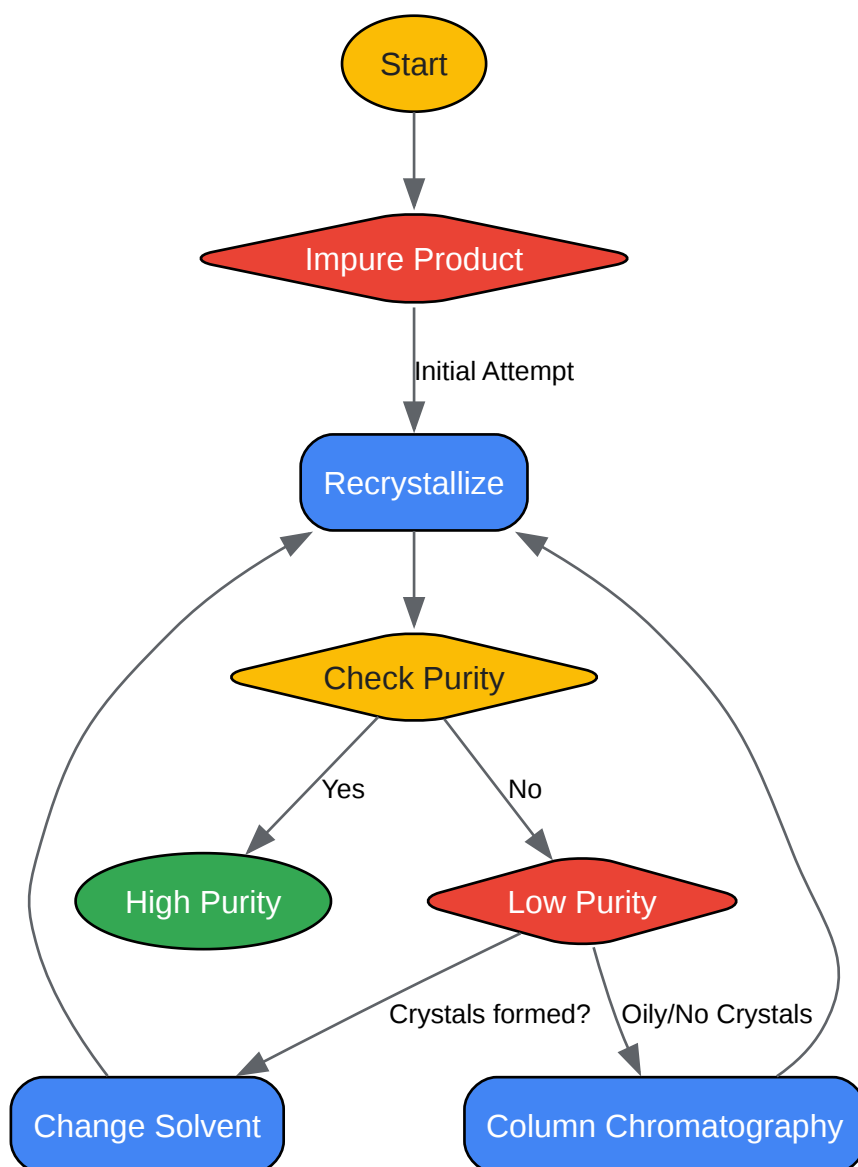 Start
Impure Product
Initial Attempt
Recrystallize
Check Purity
Yes
No
High Purity
Low Purity
Crystals formed?
Oily/No Crystals
Change Solvent
Column Chromatography